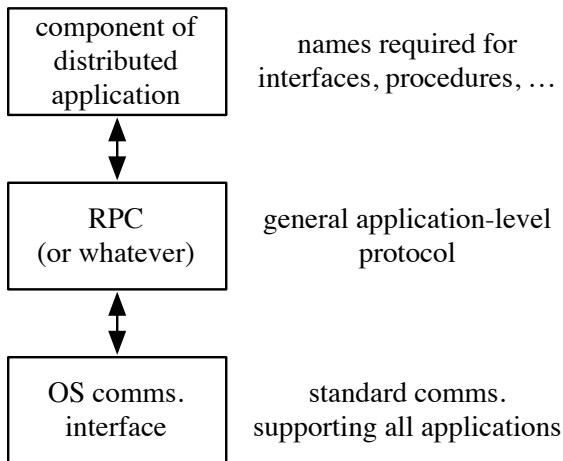 component of
distributed
application
names required for
interfaces, procedures, …
RPC
(or whatever)
general application-level
protocol
OS comms.
interface
standard comms.
supporting all applications